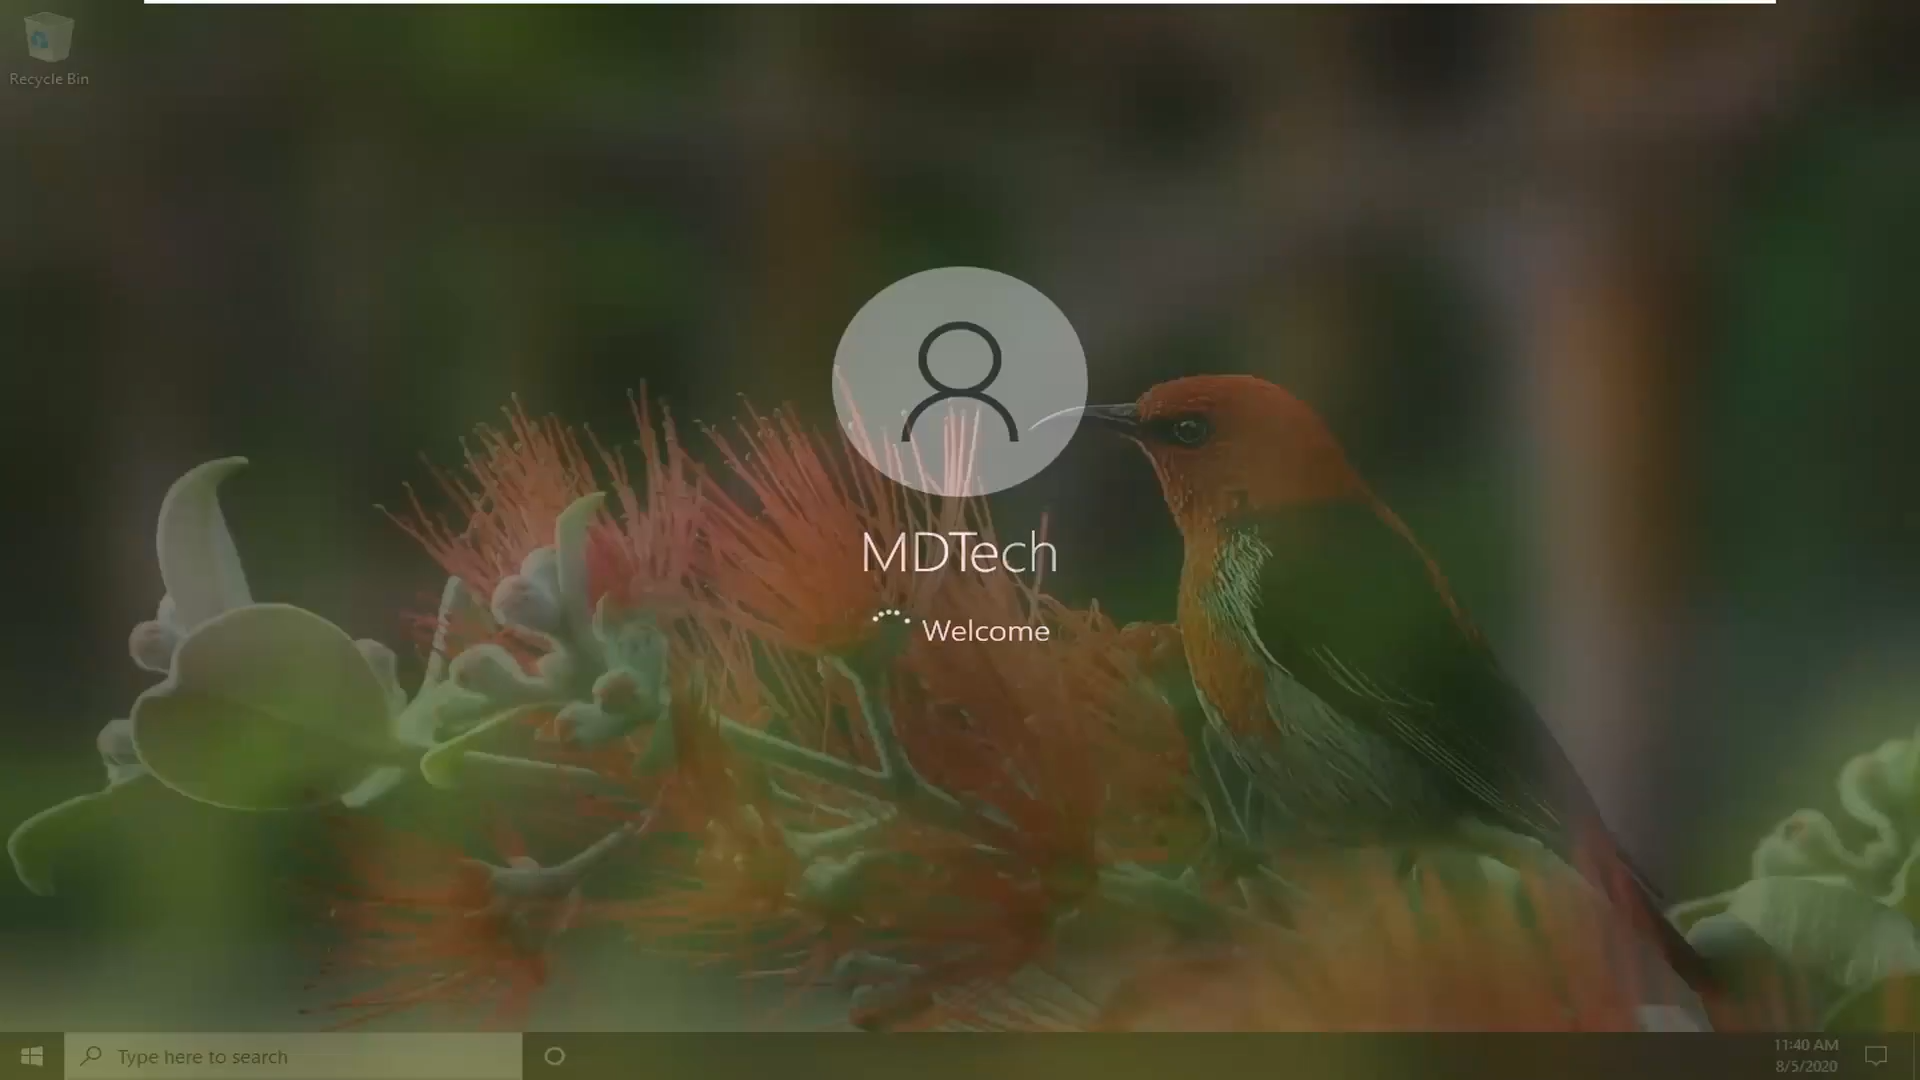 Recycle Bin
MDTech
Welcome
Type here to search
11:40 AM
8/5/2020